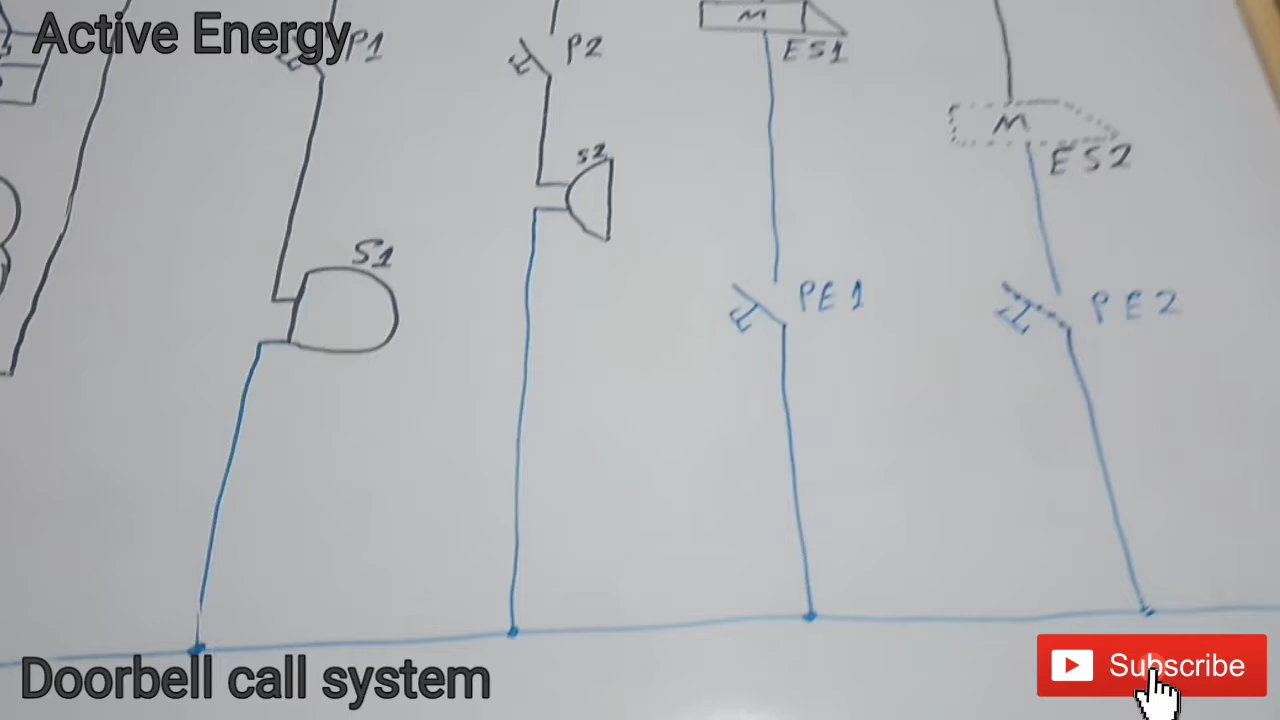 Active Energy
P1
P2
M
ES1
M
ES2
S2
S1
PE1
PE2
Doorbell call system
Subscribe